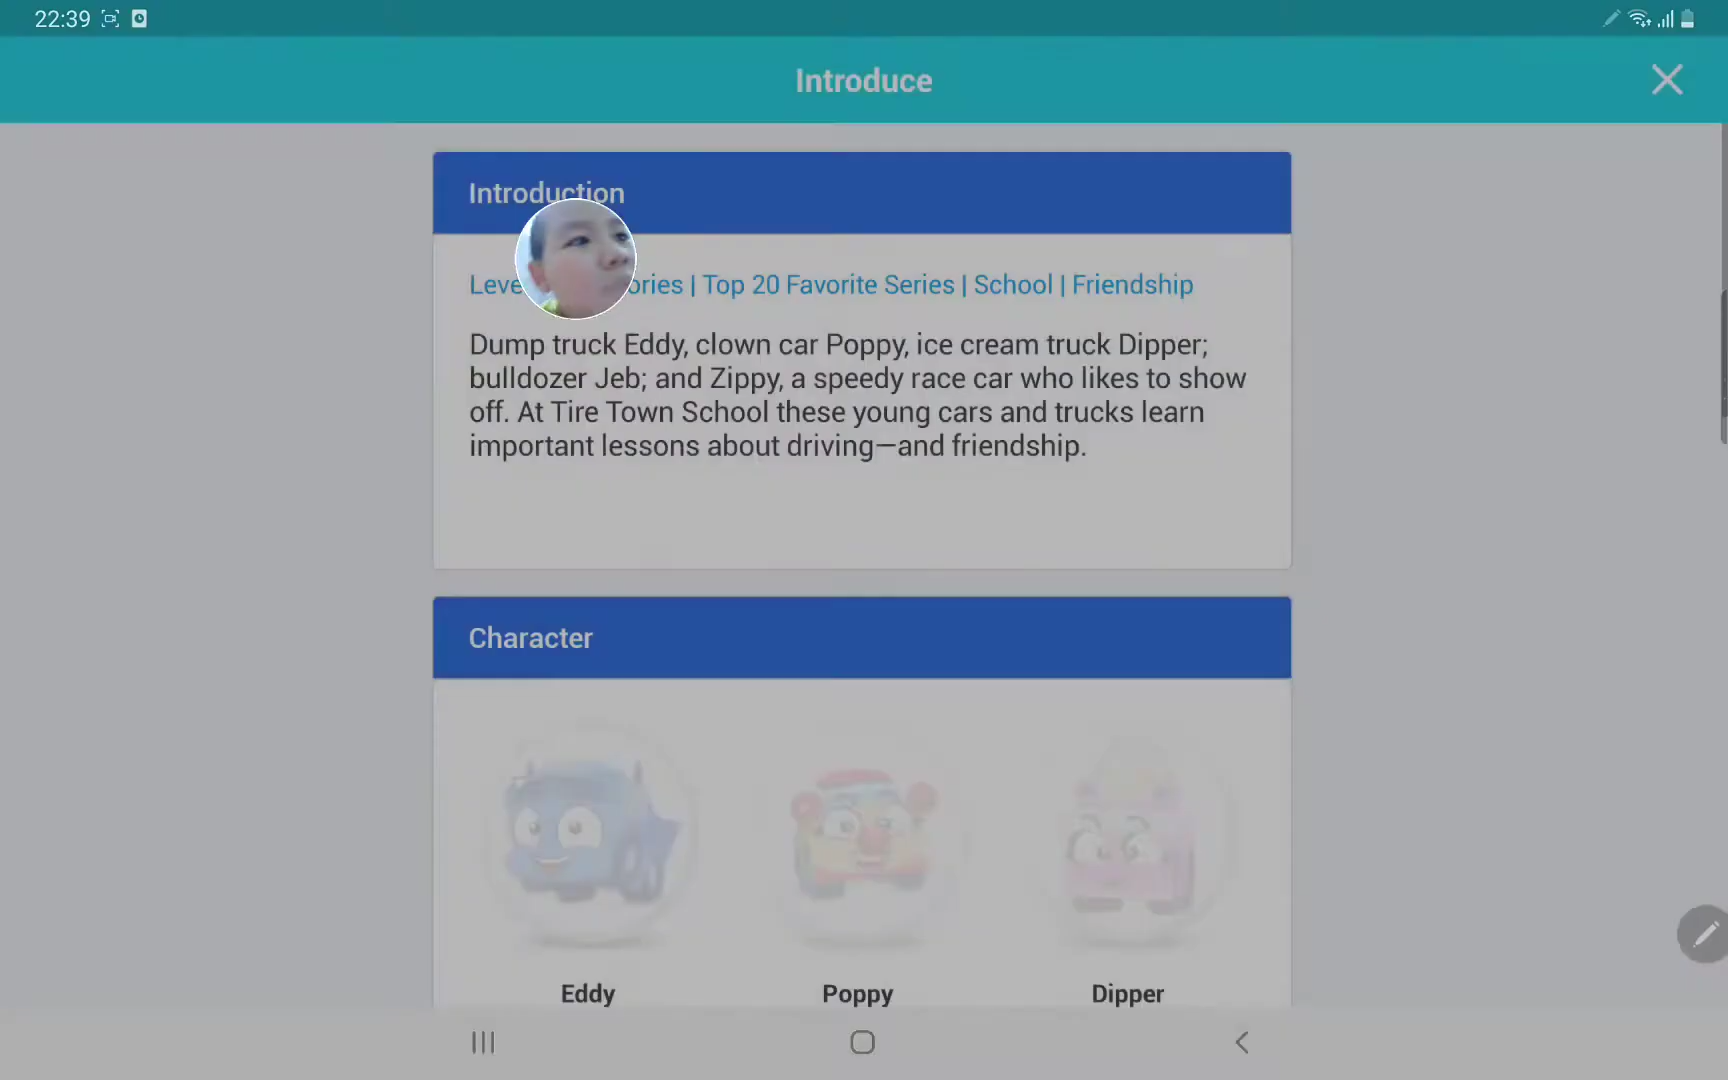 22:39
Introduce
Introduction
Leve ories | Top 20 Favorite Series | School | Friendship
Dump truck Eddy, clown car Poppy, ice cream truck Dipper;
bulldozer Jeb; and Zippy, a speedy race car who likes to show
off. At Tire Town School these young cars and trucks learn
important lessons about driving—and friendship.
Character
Eddy
Poppy
Dipper